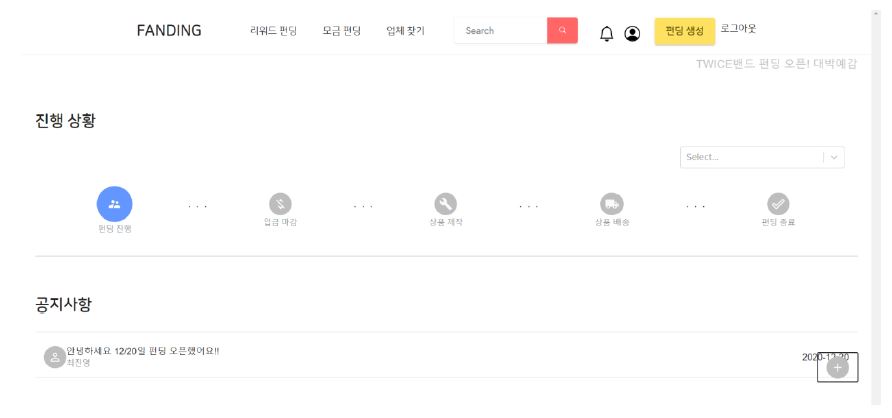 FANDING 리워드 펀딩 모금 펀딩 업체 찾기 Search 펀딩 생성 로그아웃
TWICE밴드 펀딩 오픈! 대박예감
진행 상황
Select...
펀딩 진행 입금 마감 상품 제작 상품 배송 펀딩 종료
공지사항
안녕하세요 12/20일 펀딩 오픈했어요!!
최진영
2020-12-20